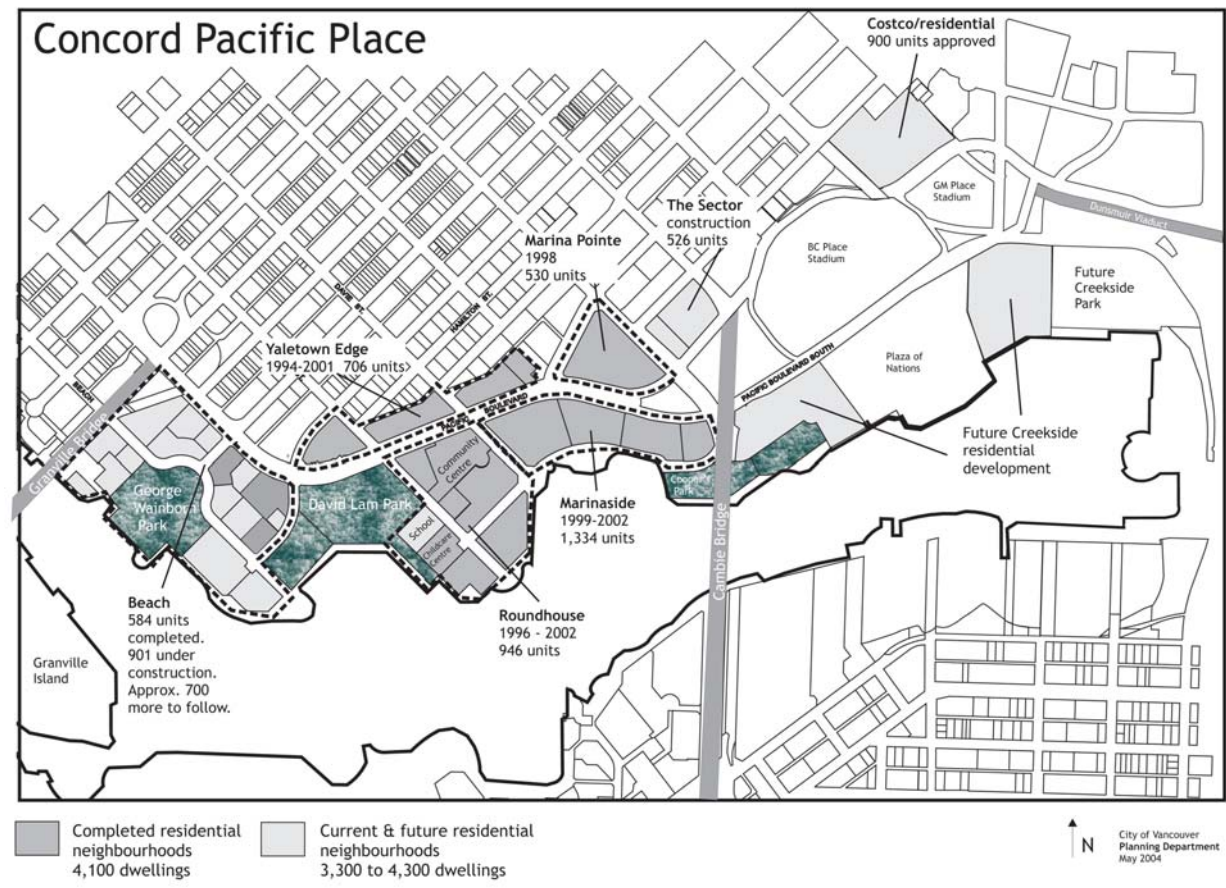 Concord Pacific Place
Costco/residential
900 units approved
GM Place
Stadium
Dunsmuir Viaduct
The Sector
construction
526 units
BC Place
Stadium
Marina Pointe
1998
530 units
Future
Creekside
Park
DAVIE ST.
HAMILTON ST.
Yaletown Edge
1994-2001 706 units
Plaza of
Nations
PACIFIC BOULEVARD SOUTH
BEACH
PACIFIC BOULEVARD
Granville Bridge
Future Creekside
residential
development
Community
Centre
George
Wainborn
Park
David Lam Park
Coopers
Park
Marinaside
1999-2002
1,334 units
School
Childcare
Centre
Cambie Bridge
Beach
584 units
completed.
901 under
construction.
Approx. 700
more to follow.
Roundhouse
1996 - 2002
946 units
Granville
Island
Completed residential
neighbourhoods
4,100 dwellings
Current & future residential
neighbourhoods
3,300 to 4,300 dwellings
N
City of Vancouver
Planning Department
May 2004